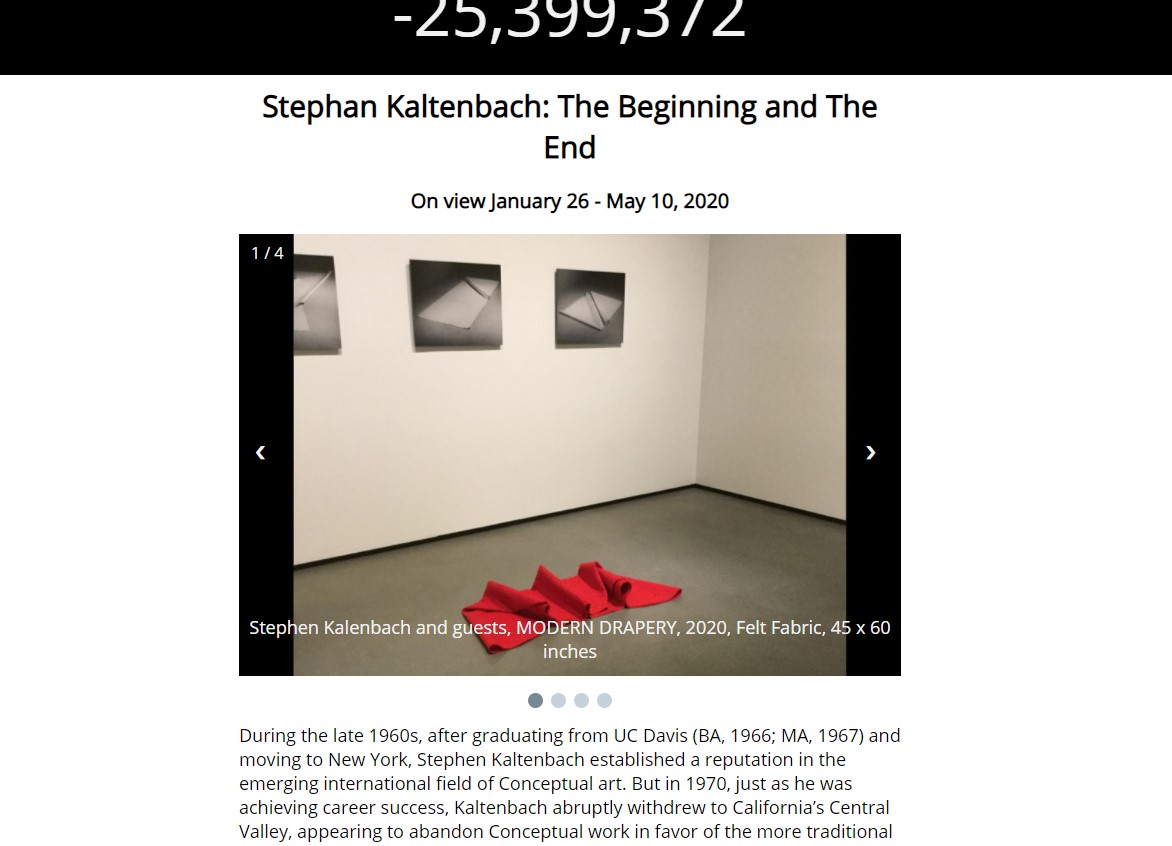 -25,399,372
Stephan Kaltenbach: The Beginning and The
End
On view January 26 - May 10, 2020
1 / 4
❮
❯
Stephen Kalenbach and guests, MODERN DRAPERY, 2020, Felt Fabric, 45 x 60
inches
During the late 1960s, after graduating from UC Davis (BA, 1966; MA, 1967) and
moving to New York, Stephen Kaltenbach established a reputation in the
emerging international field of Conceptual art. But in 1970, just as he was
achieving career success, Kaltenbach abruptly withdrew to California’s Central
Valley, appearing to abandon Conceptual work in favor of the more traditional